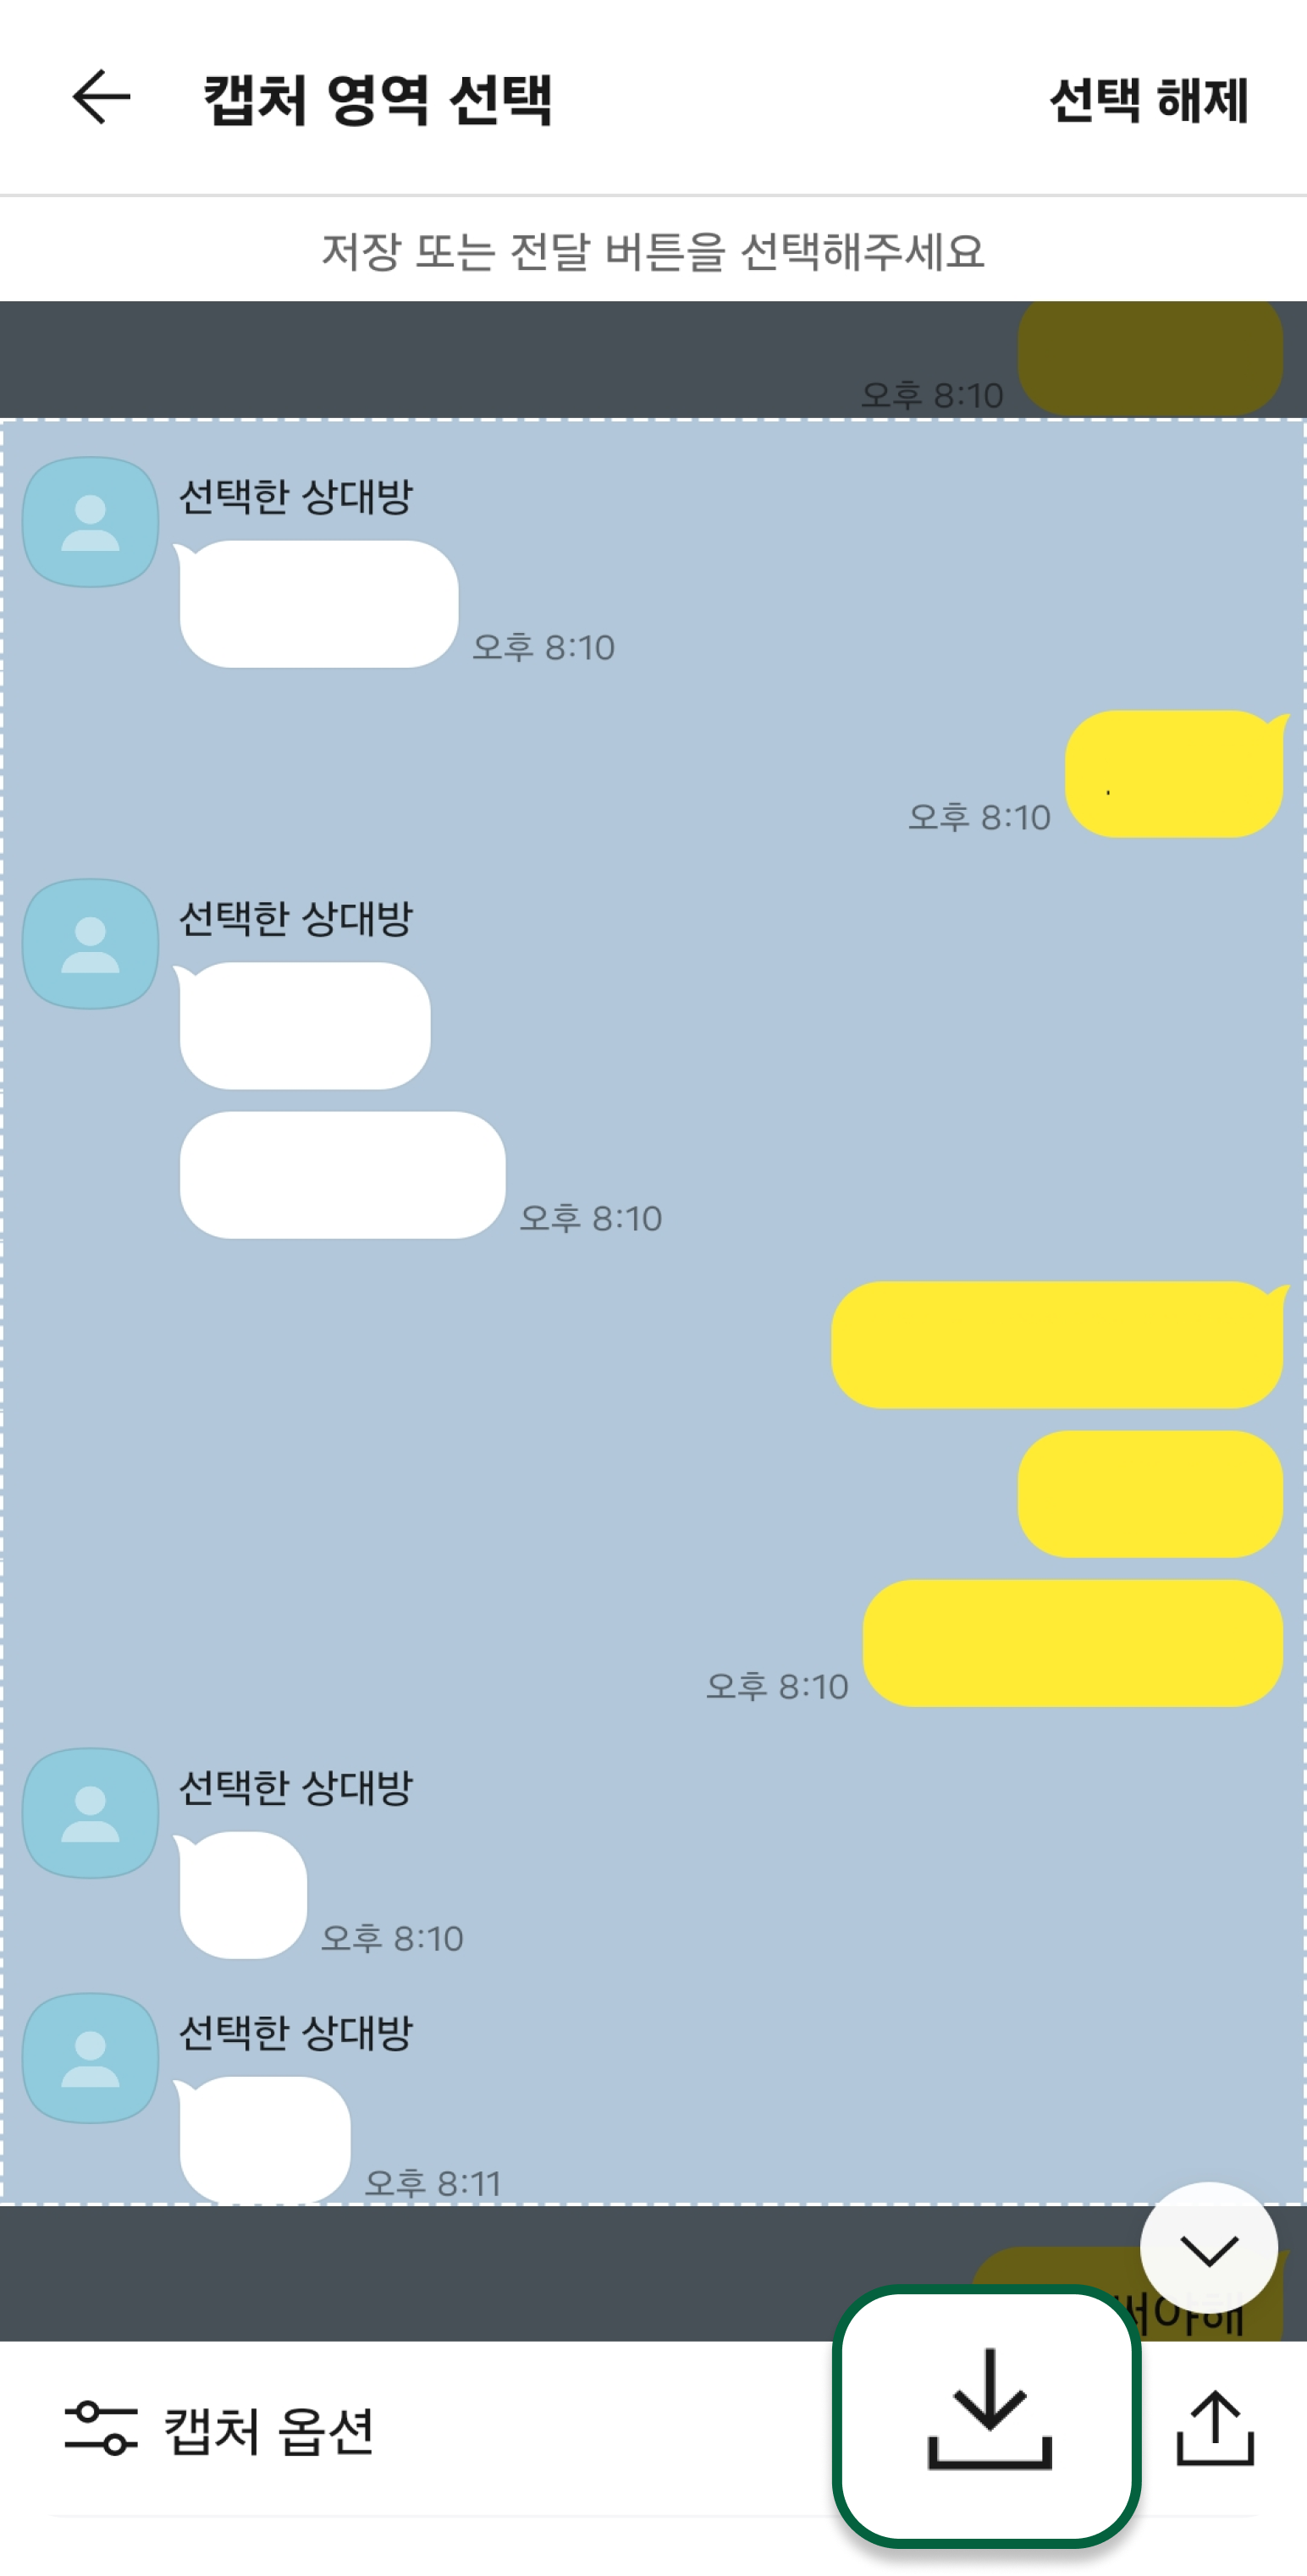 캡처 영역 선택
선택 해제
저장 또는 전달 버튼을 선택해주세요
오후 8:10
선택한 상대방
오후 8:10
오후 8:10
선택한 상대방
오후 8:10
오후 8:10
선택한 상대방
오후 8:10
선택한 상대방
오후 8:11
캡처 옵션